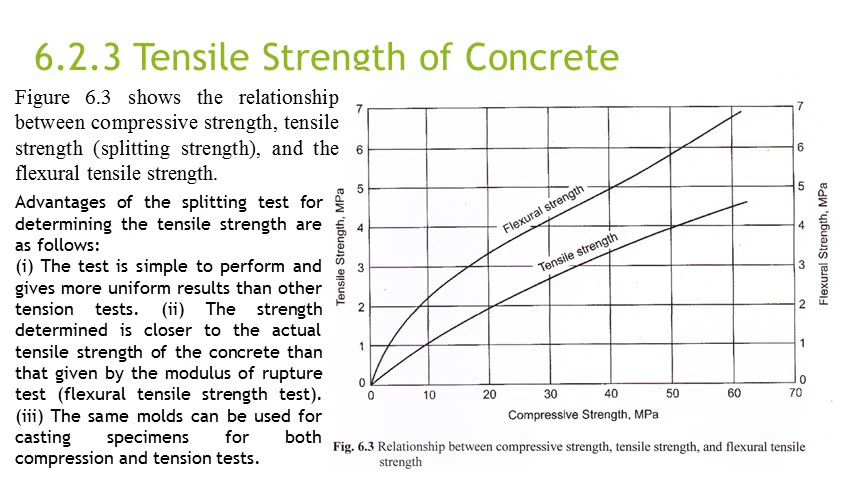 6.2.3 Tensile Strength of Concrete
Figure 6.3 shows the relationship
between compressive strength, tensile
strength (splitting strength), and the
flexural tensile strength.
Advantages of the splitting test for
determining the tensile strength are
as follows:
(i) The test is simple to perform and
gives more uniform results than other
tension tests. (ii) The strength
determined is closer to the actual
tensile strength of the concrete than
that given by the modulus of rupture
test (flexural tensile strength test).
(iii) The same molds can be used for
casting specimens for both
compression and tension tests.
Tensile Strength, MPa
7
6
5
4
3
2
1
0
Flexural strength
Tensile strength
7
6
5
4
3
2
1
0
Flexural Strength, MPa
0 10 20 30 40 50 60 70
Compressive Strength, MPa
Fig. 6.3 Relationship between compressive strength, tensile strength, and flexural tensile
strength